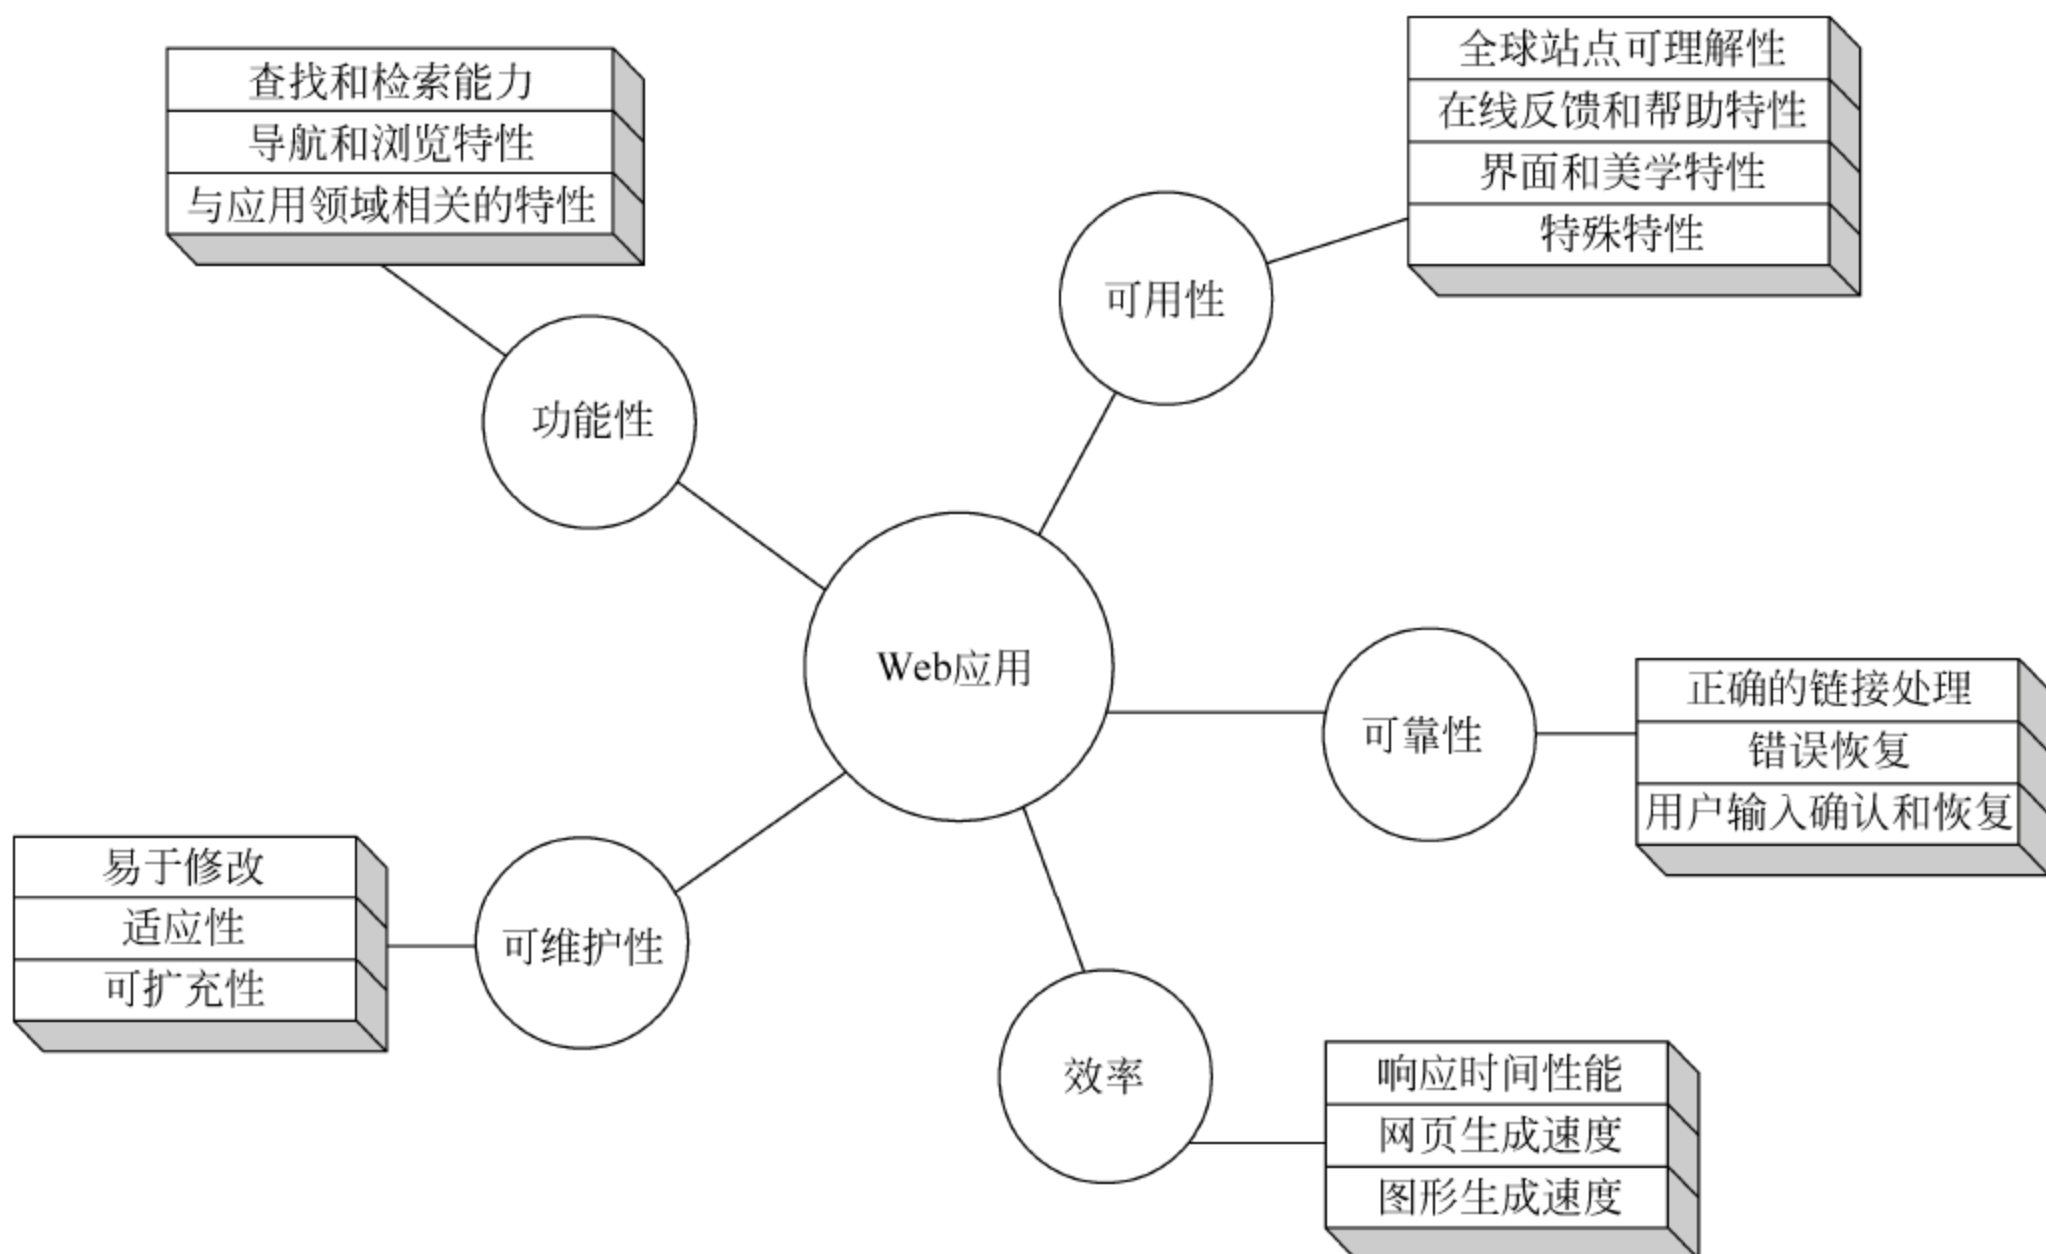 查找和检索能力
导航和浏览特性
与应用领域相关的特性
功能性
全球站点可理解性
在线反馈和帮助特性
界面和美学特性
特殊特性
可用性
Web应用
可靠性
正确的链接处理
错误恢复
用户输入确认和恢复
易于修改
适应性
可扩充性
可维护性
效率
响应时间性能
网页生成速度
图形生成速度